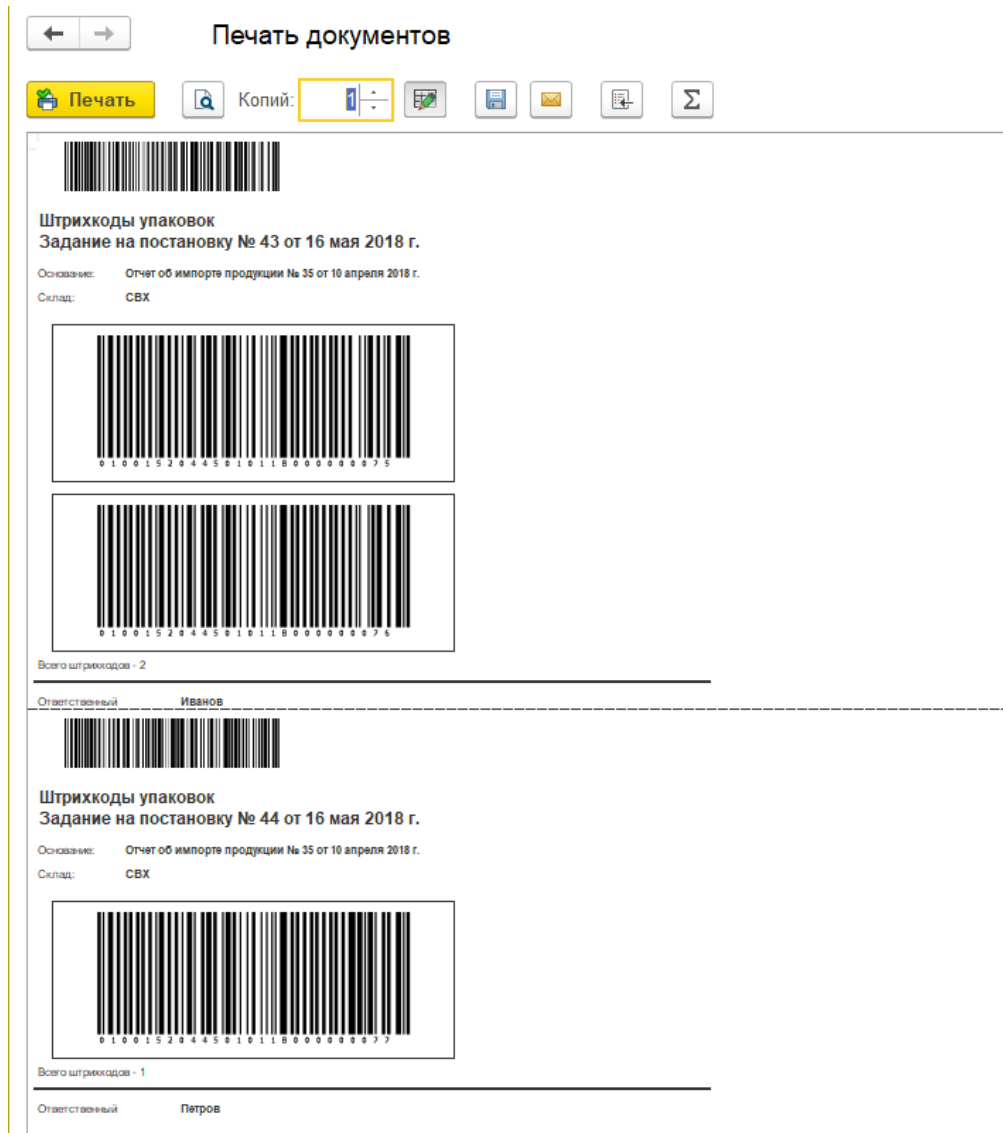 Печать документов
Печать
Копий: 1
Штрихкоды упаковок
Задание на постановку № 43 от 16 мая 2018 г.
Основание: Отчет об импорте продукции № 35 от 10 апреля 2018 г.
Склад: СВХ
01001520445010118000000075
01001520445010118000000076
Всего штрихкодов - 2
Ответственный Иванов
Штрихкоды упаковок
Задание на постановку № 44 от 16 мая 2018 г.
Основание: Отчет об импорте продукции № 35 от 10 апреля 2018 г.
Склад: СВХ
01001520445010118000000077
Всего штрихкодов - 1
Ответственный Петров